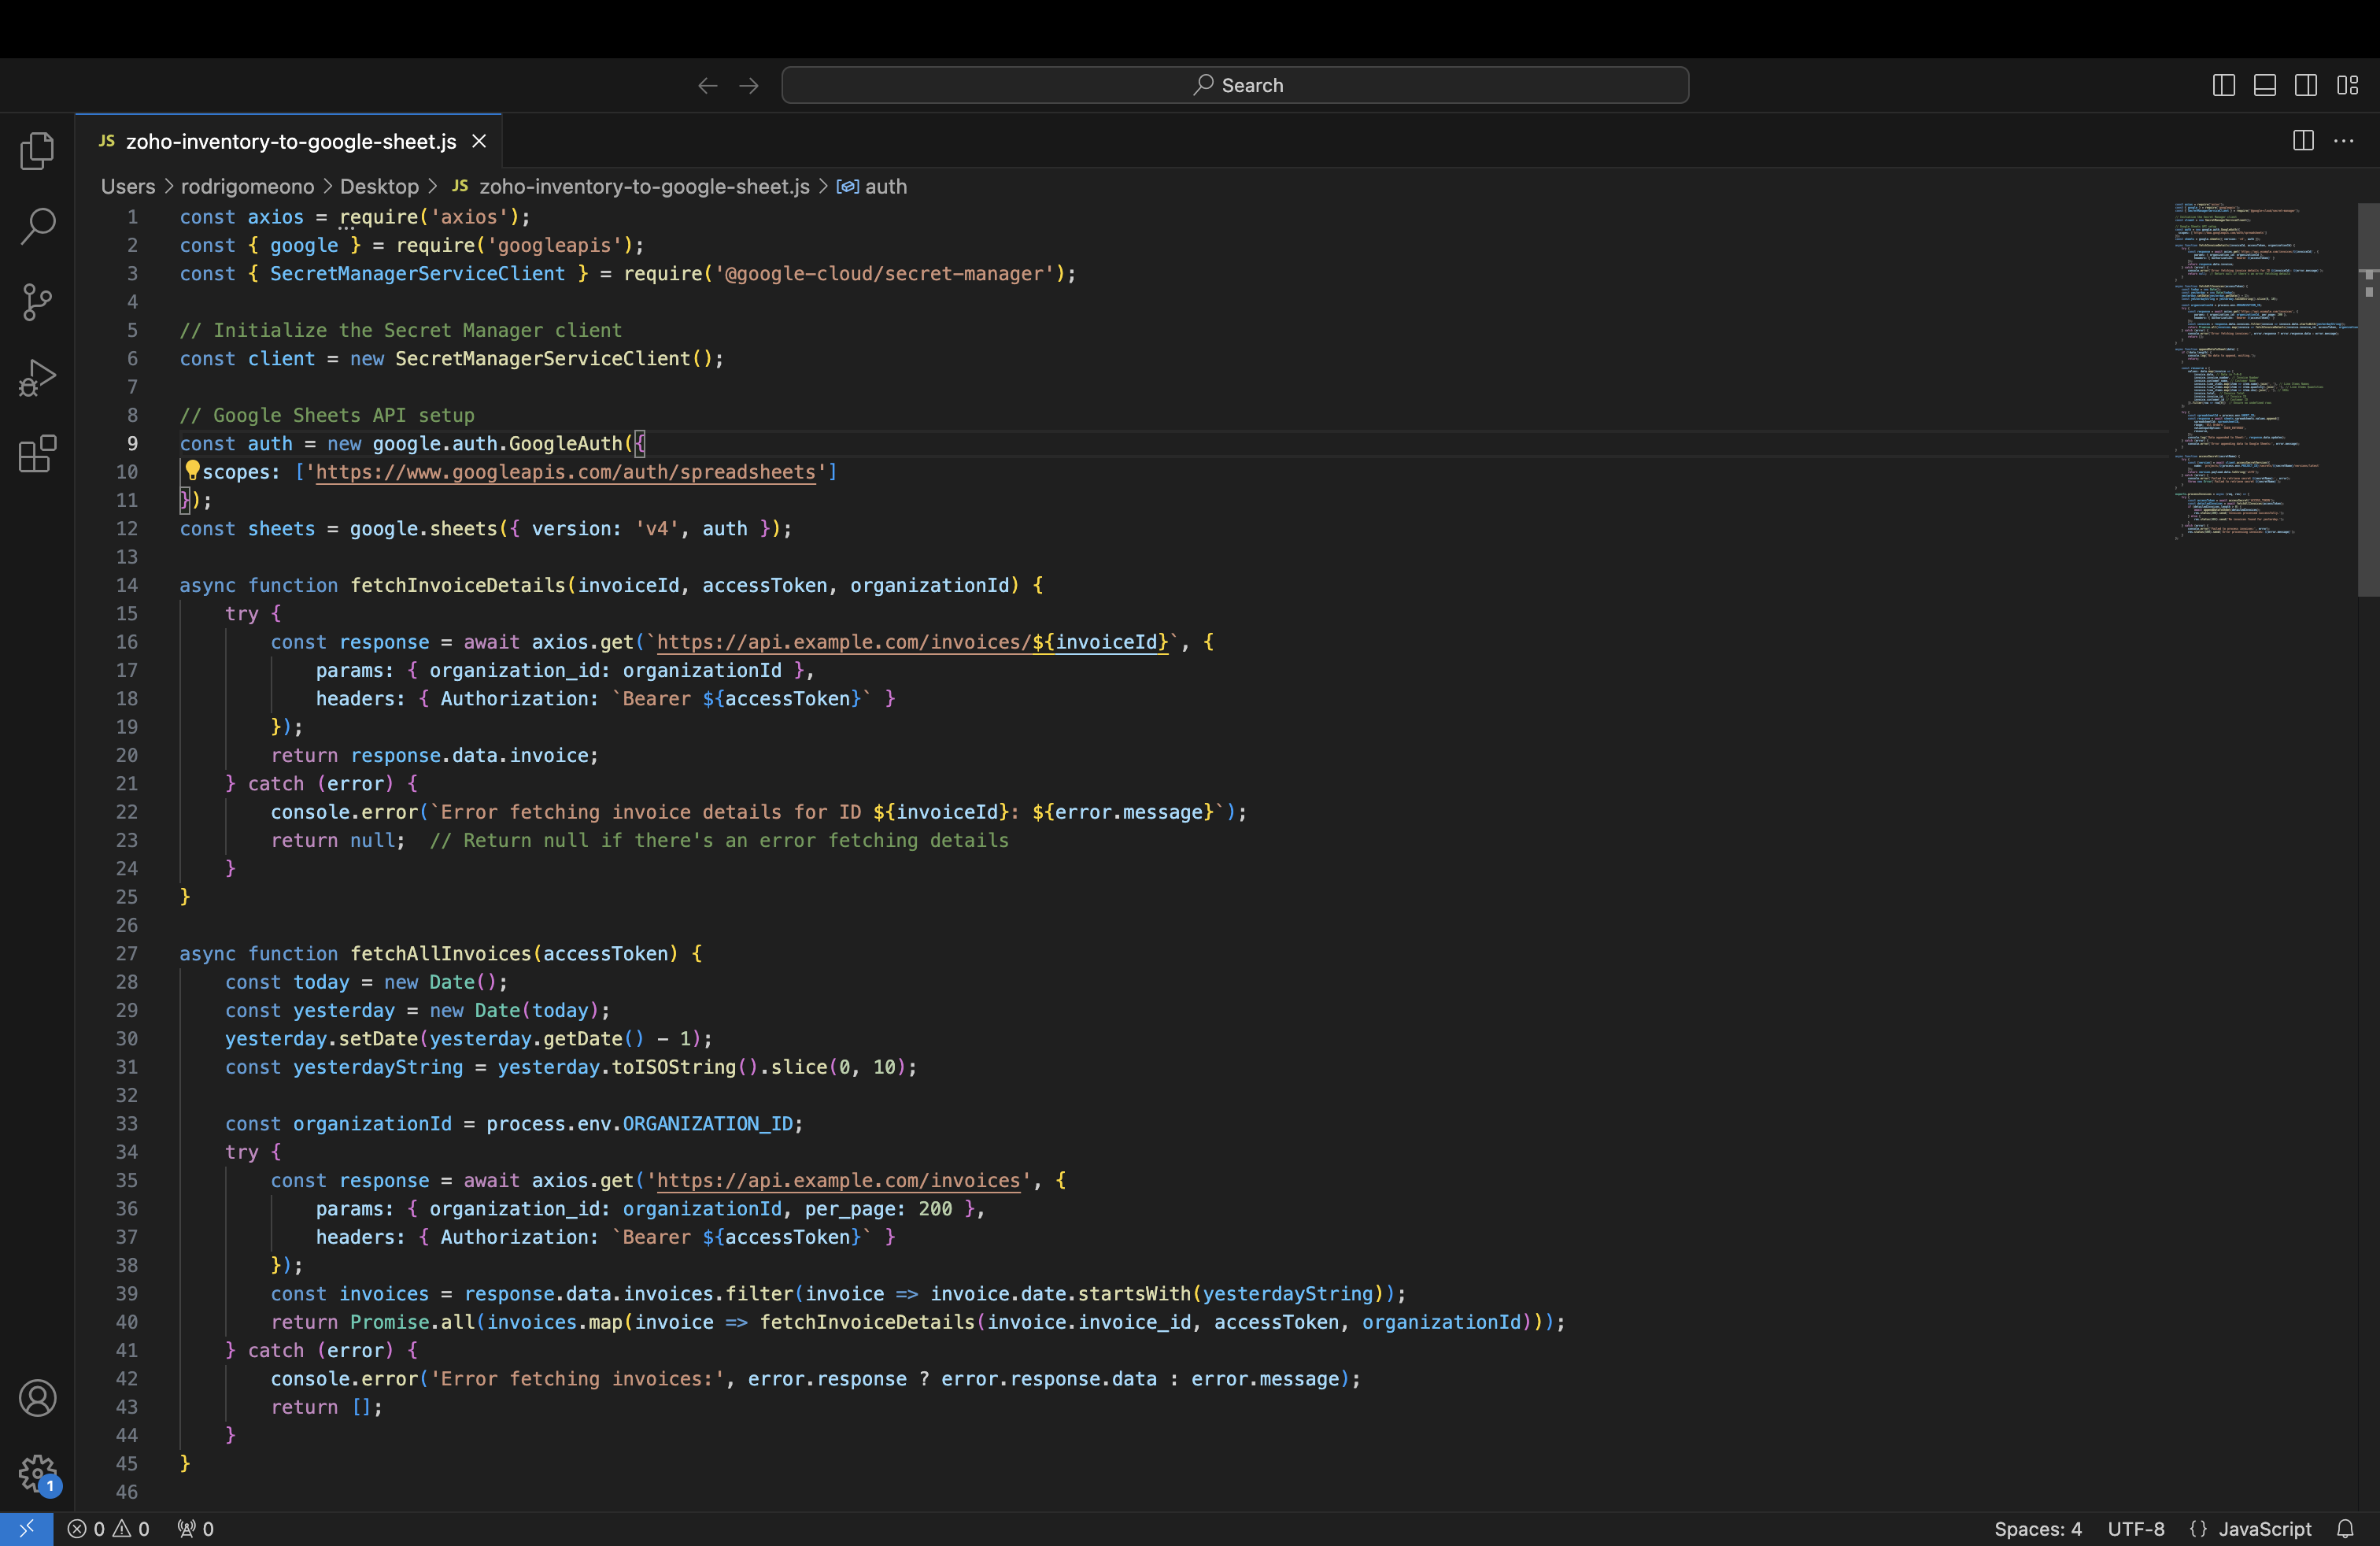 Search
JS zoho-inventory-to-google-sheet.js
Users > rodrigomeono > Desktop > JS zoho-inventory-to-google-sheet.js > auth
1 const axios = require('axios');
2 const { google } = require('googleapis');
3 const { SecretManagerServiceClient } = require('@google-cloud/secret-manager');
4
5 // Initialize the Secret Manager client
6 const client = new SecretManagerServiceClient();
7
8 // Google Sheets API setup
9 const auth = new google.auth.GoogleAuth({
10 scopes: ['https://www.googleapis.com/auth/spreadsheets']
11 });
12 const sheets = google.sheets({ version: 'v4', auth });
13
14 async function fetchInvoiceDetails(invoiceId, accessToken, organizationId) {
15     try {
16         const response = await axios.get(`https://api.example.com/invoices/${invoiceId}`, {
17             params: { organization_id: organizationId },
18             headers: { Authorization: `Bearer ${accessToken}` }
19         });
20         return response.data.invoice;
21     } catch (error) {
22         console.error(`Error fetching invoice details for ID ${invoiceId}: ${error.message}`);
23         return null;  // Return null if there's an error fetching details
24     }
25 }
26
27 async function fetchAllInvoices(accessToken) {
28     const today = new Date();
29     const yesterday = new Date(today);
30     yesterday.setDate(yesterday.getDate() - 1);
31     const yesterdayString = yesterday.toISOString().slice(0, 10);
32
33     const organizationId = process.env.ORGANIZATION_ID;
34     try {
35         const response = await axios.get('https://api.example.com/invoices', {
36             params: { organization_id: organizationId, per_page: 200 },
37             headers: { Authorization: `Bearer ${accessToken}` }
38         });
39         const invoices = response.data.invoices.filter(invoice => invoice.date.startsWith(yesterdayString));
40         return Promise.all(invoices.map(invoice => fetchInvoiceDetails(invoice.invoice_id, accessToken, organizationId)));
41     } catch (error) {
42         console.error('Error fetching invoices:', error.response ? error.response.data : error.message);
43         return [];
44     }
45 }
46
1
0 0 0 Spaces: 4 UTF-8 {} JavaScript